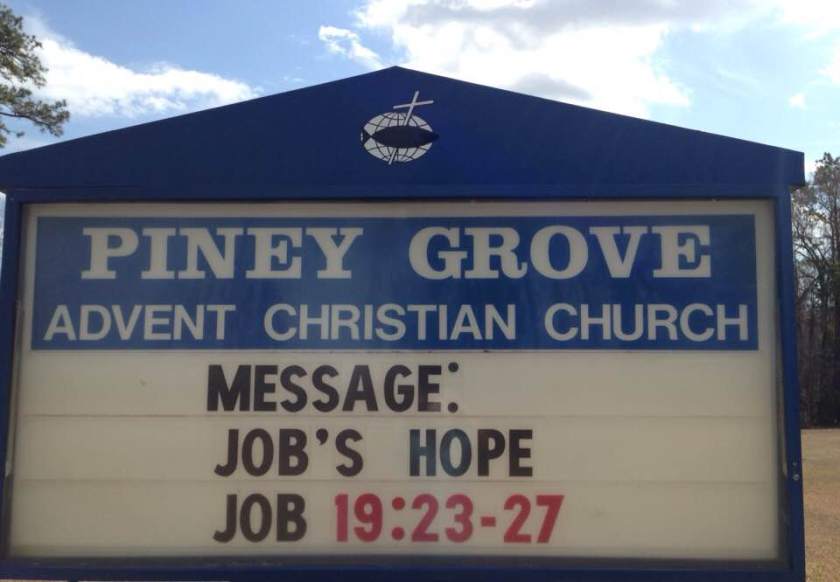 PINEY GROVE
ADVENT CHRISTIAN CHURCH
MESSAGE:
JOB'S HOPE
JOB 19:23-27